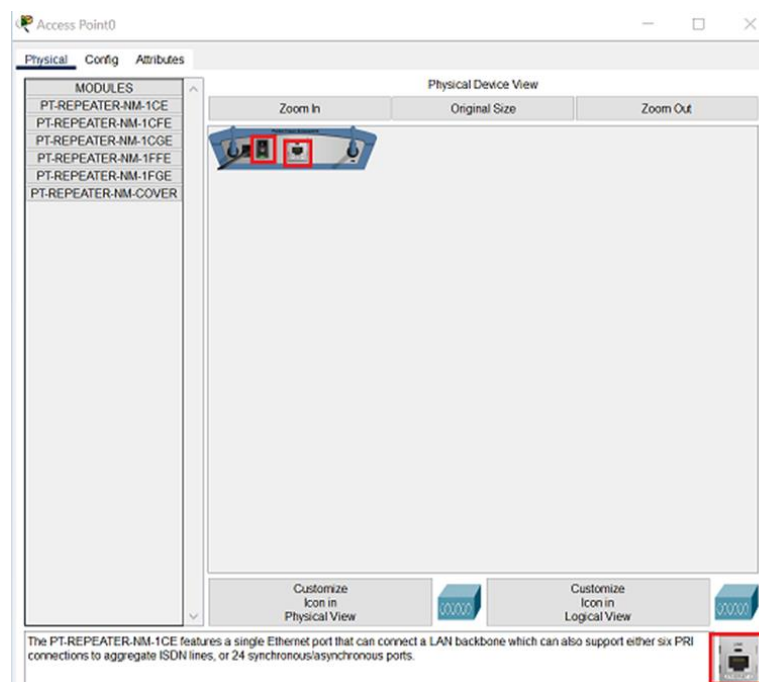 Access Point0
Physical Config Attributes
MODULES
PT-REPEATER-NM-1CE
PT-REPEATER-NM-1CFE
PT-REPEATER-NM-1CGE
PT-REPEATER-NM-1FFE
PT-REPEATER-NM-1FGE
PT-REPEATER-NM-COVER
Physical Device View
Zoom In Original Size Zoom Out
Customize
Icon in
Physical View
Customize
Icon in
Logical View
The PT-REPEATER-NM-1CE features a single Ethernet port that can connect a LAN backbone which can also support either six PRI
connections to aggregate ISDN lines, or 24 synchronous/asynchronous ports.